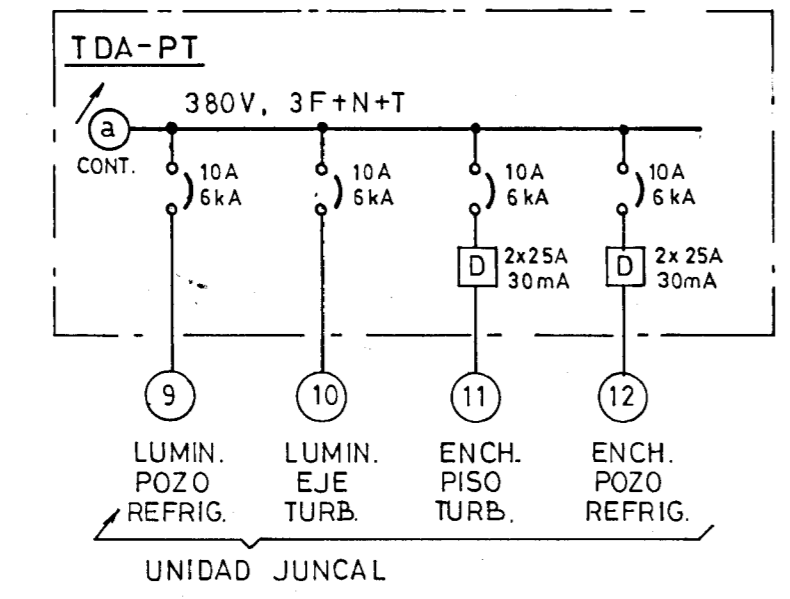 TDA-PT
380V, 3F+N+T
a
CONT.
10A
6kA
10A
6kA
10A
6kA
10A
6kA
D
2x25A
30mA
D
2x25A
30mA
9
10
11
12
LUMIN.
POZO
REFRIG.
LUMIN.
EJE
TURB.
ENCH.
PISO
TURB.
ENCH.
POZO
REFRIG.
UNIDAD JUNCAL